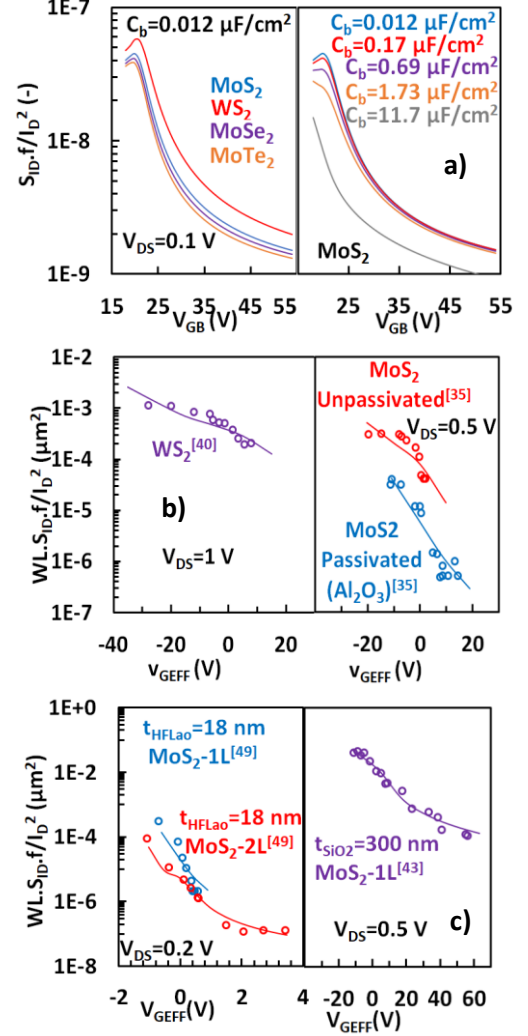 S_ID.f/I_D² (-)
1E-7
1E-8
1E-9
C_b=0.012 µF/cm²
MoS₂
WS₂
MoSe₂
MoTe₂
V_DS=0.1 V
15 35 55
V_GB (V)
C_b=0.012 µF/cm²
C_b=0.17 µF/cm²
C_b=0.69 µF/cm²
C_b=1.73 µF/cm²
C_b=11.7 µF/cm²
a)
MoS₂
25 35 45 55
V_GB (V)
WL.S_ID.f/I_D² (µm²)
1E-2
1E-3
1E-4
1E-5
1E-6
1E-7
WS₂[40]
b)
V_DS=1 V
-40 -20 0 20
v_GEFF (V)
MoS₂
Unpassivated[35]
V_DS=0.5 V
MoS2
Passivated
(Al₂O₃)[35]
-20 0 20
v_GEFF (V)
WL.S_ID.f/I_D² (µm²)
1E+0
1E-2
1E-4
1E-6
1E-8
t_HFLao=18 nm
MoS₂-1L[49]
t_HFLao=18 nm
MoS₂-2L[49]
V_DS=0.2 V
-2 0 2 4
V_GEFF (V)
t_SiO2=300 nm
MoS₂-1L[43]
V_DS=0.5 V
c)
-20 0 20 40 60
V_GEFF (V)